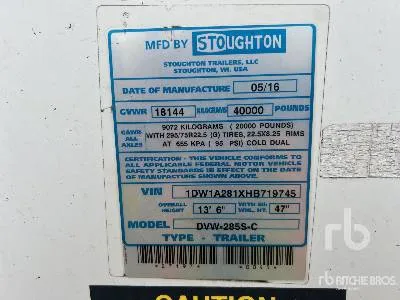 MFD BY STOUGHTON
STOUGHTON TRAILERS, LLC
STOUGHTON, WI. USA
DATE OF MANUFACTURE 05/16
GVWR 18144 KILOGRAMS 40000 POUNDS
GAWR ALL AXLES 9072 KILOGRAMS ( 20000 POUNDS)
WITH 295/75R22.5 (G) TIRES, 22.5X8.25 RIMS
AT 655 KPA ( 95 PSI) COLD DUAL
CERTIFICATION - THIS VEHICLE CONFORMS TO
ALL APPLICABLE FEDERAL MOTOR VEHICLE
SAFETY STANDARDS IN EFFECT ON THE DATE
OF MANUFACTURE SHOWN ABOVE.
VIN 1DW1A281XHB719745
OVERALL HEIGHT 13' 6" WITH 5TH WHL HT. 47"
MODEL DVW-285S-C
TYPE - TRAILER
rb
RITCHIE BROS
CAUTION